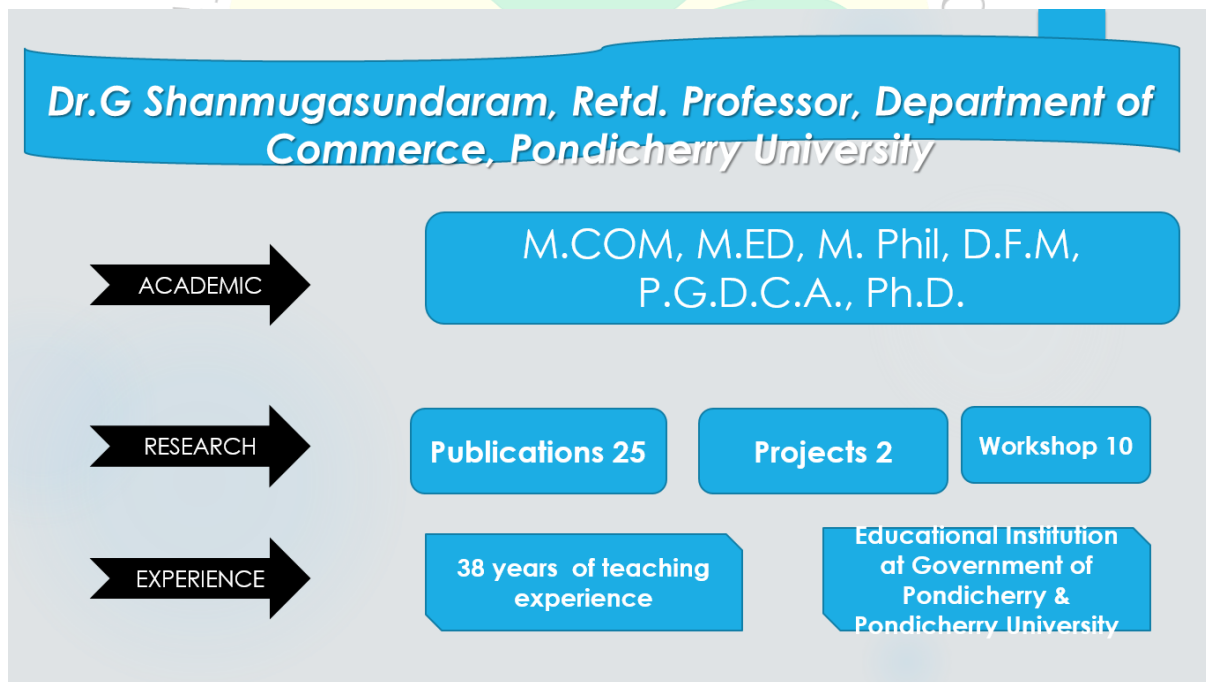 Dr.G Shanmugasundaram, Retd. Professor, Department of
Commerce, Pondicherry University
ACADEMIC
M.COM, M.ED, M. Phil, D.F.M,
P.G.D.C.A., Ph.D.
RESEARCH
Publications 25
Projects 2
Workshop 10
EXPERIENCE
38 years of teaching
experience
Educational Institution
at Government of
Pondicherry &
Pondicherry University